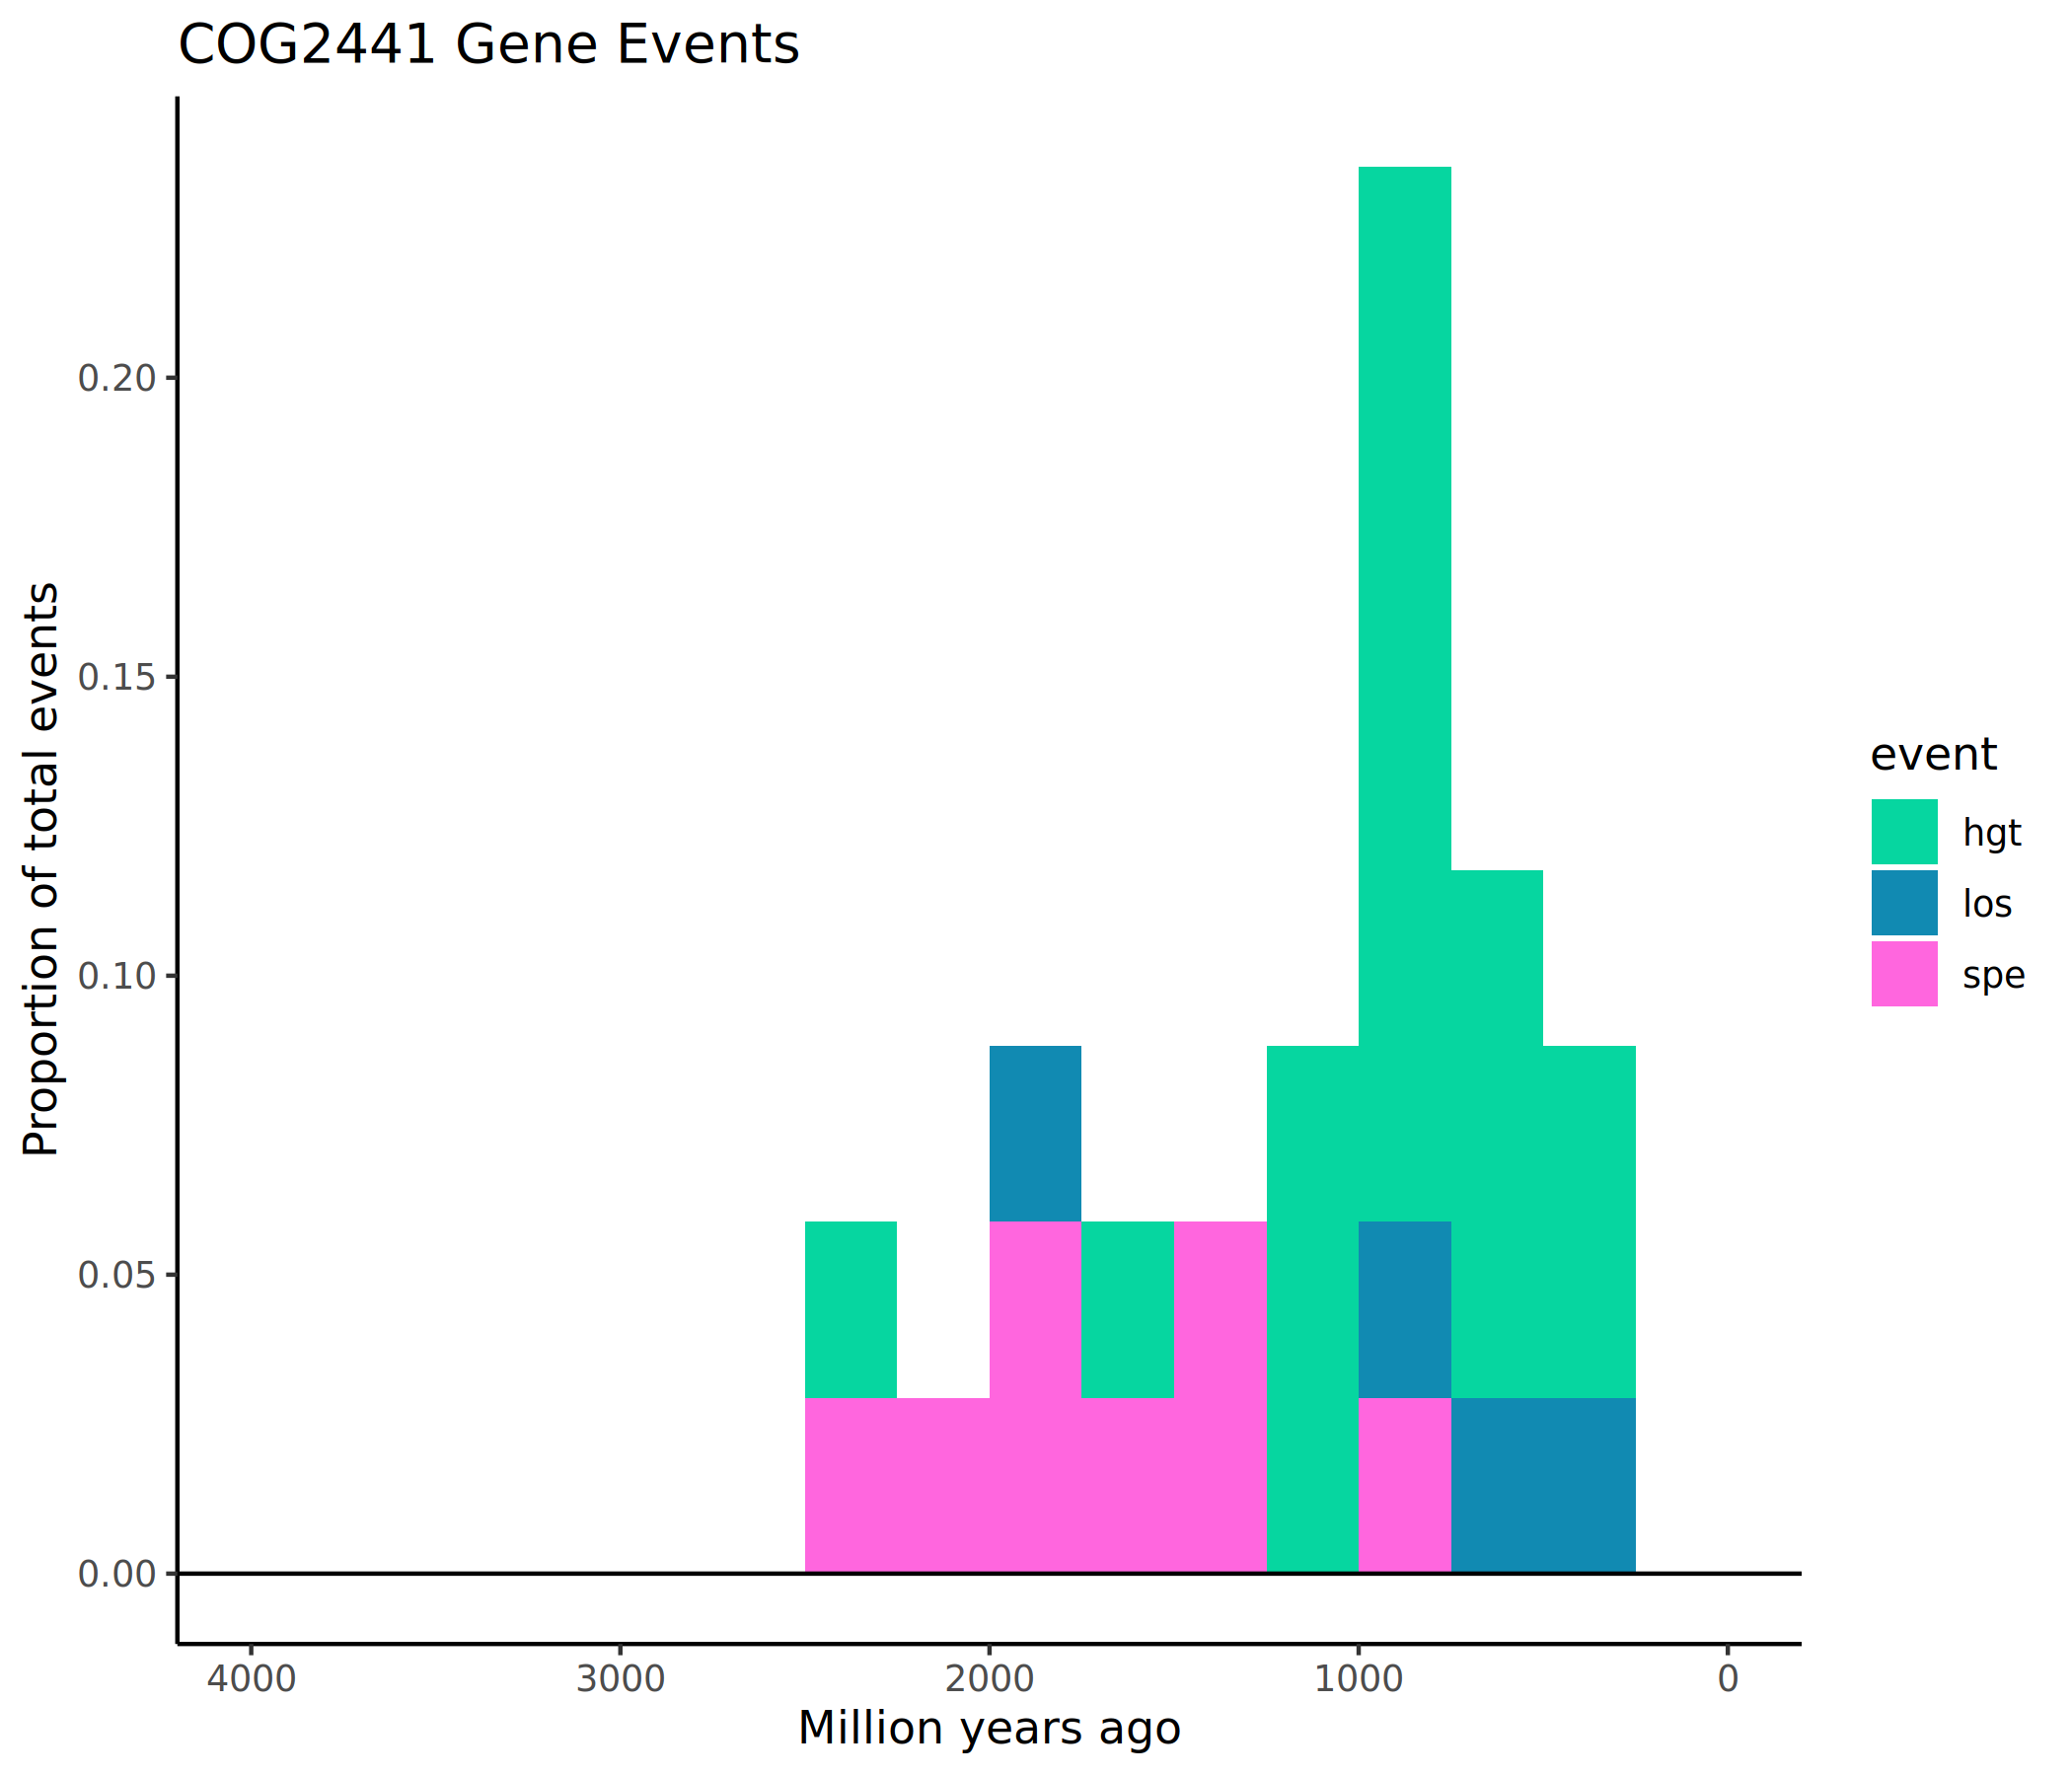 COG2441 Gene Events
Proportion of total events
0.20
0.15
0.10
0.05
0.00
4000 3000 2000 1000 0
Million years ago
event
hgt
los
spe